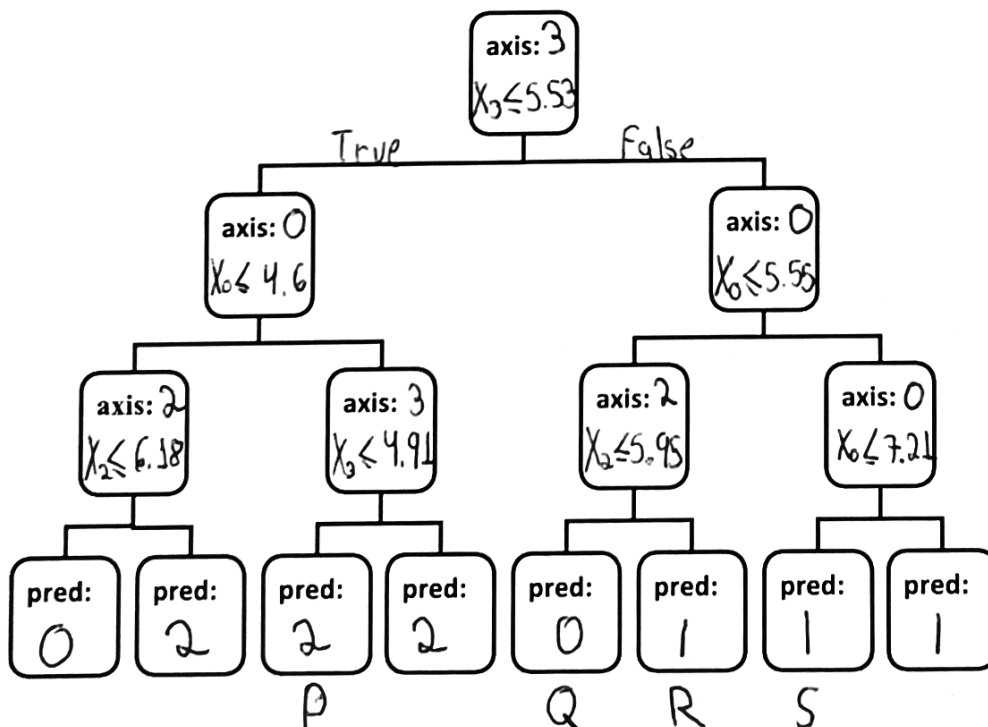 axis: 3
X₃ ≤ 5.53
True
False
axis: 0
X₀ ≤ 4.6
axis: 0
X₀ ≤ 5.55
axis: 2
X₂ ≤ 6.18
axis: 3
X₃ ≤ 4.91
axis: 2
X₂ ≤ 5.95
axis: 0
X₀ ≤ 7.21
pred:
0
pred:
2
pred:
2
pred:
2
pred:
0
pred:
1
pred:
1
pred:
1
P
Q
R
S